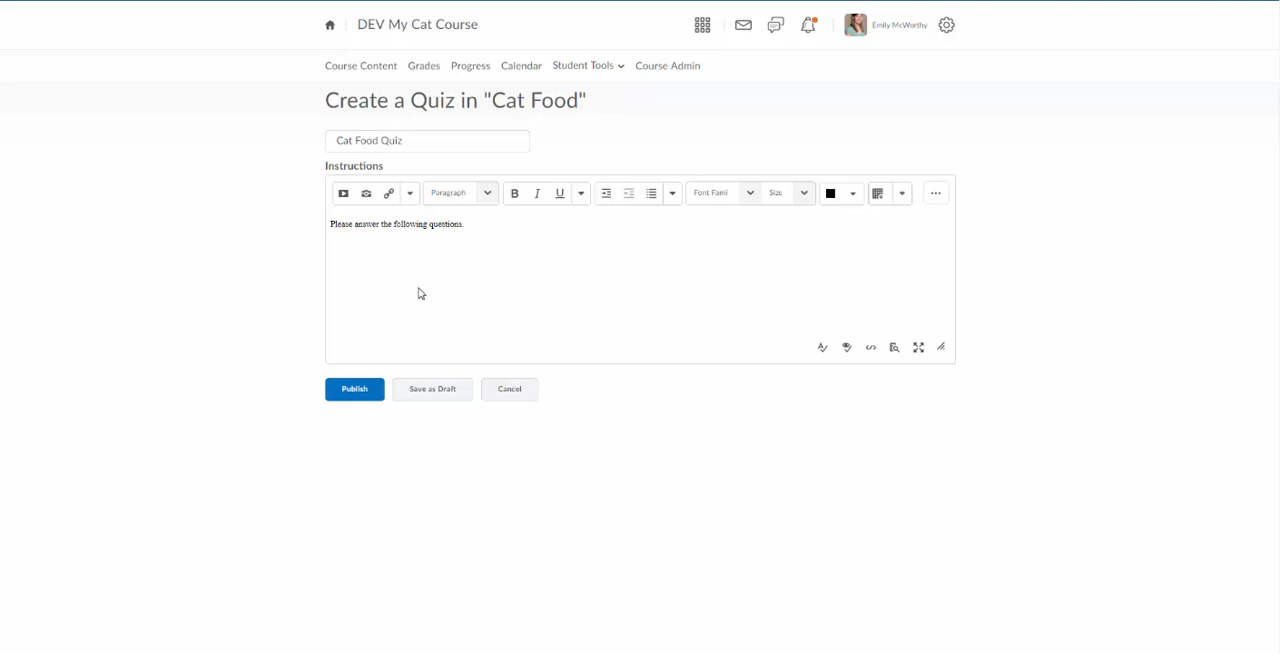 DEV My Cat Course
Emily McWorthy
Course Content Grades Progress Calendar Student Tools Course Admin
Create a Quiz in "Cat Food"
Cat Food Quiz
Instructions
Paragraph B I U Font Fami Size
Please answer the following questions.
Publish Save as Draft Cancel